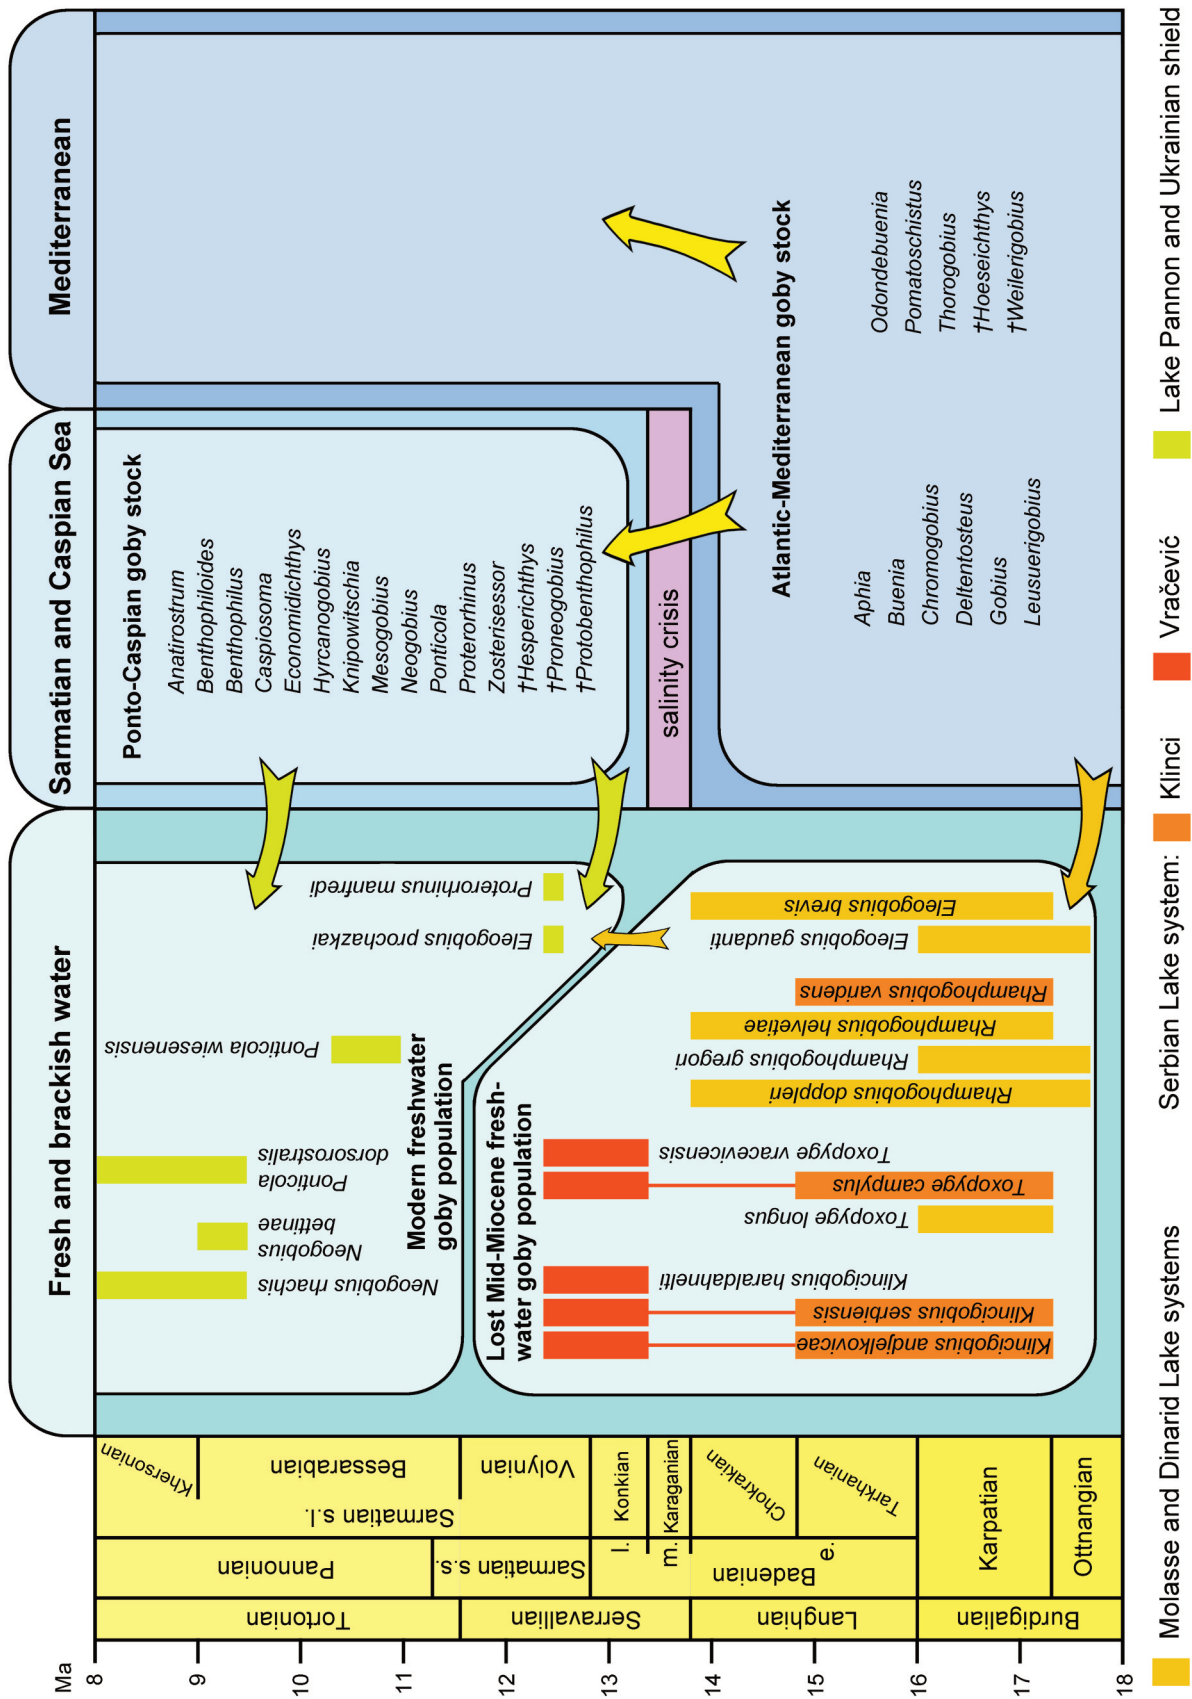 Fresh and brackish water
Sarmatian and Caspian Sea
Mediterranean
Ma
8
9
10
11
12
13
14
15
16
17
18
Tortonian
Serravallian
Langhian
Burdigalian
Pannonian
Sarmatian s.s.
Badenian
l.
m.
e.
Karpatian
Ottnangian
Sarmatian s.l.
Khersonian
Bessarabian
Volynian
Konkian
Karaganian
Chokrakian
Tarkhanian
Neogobius rhachis
Neogobius
bettinae
Ponticola
dorsorostralis
Ponticola wiesenensis
Eleogobius prochazkai
Proterorhinus manfredi
Modern freshwater
goby population
Lost Mid-Miocene fresh-
water goby population
Klincigobius andjelkovicae
Klincigobius serbiensis
Klincigobius haraldahnelti
Toxopyge longus
Toxopyge campylus
Toxopyge vracevicensis
Rhamphogobius doppleri
Rhamphogobius gregori
Rhamphogobius helvetiae
Rhamphogobius varidens
Eleogobius gaudanti
Eleogobius brevis
Ponto-Caspian goby stock
Anatirostrum
Benthophiloides
Benthophilus
Caspiosoma
Economidichthys
Hyrcanogobius
Knipowitschia
Mesogobius
Neogobius
Ponticola
Proterorhinus
Zosterisessor
†Hesperichthys
†Proneogobius
†Protobenthophilus
salinity crisis
Atlantic-Mediterranean goby stock
Aphia
Buenia
Chromogobius
Deltentosteus
Gobius
Leusuerigobius
Odondebuenia
Pomatoschistus
Thorogobius
†Hoeseichthys
†Weilerigobius
Molasse and Dinarid Lake systems
Serbian Lake system:
Klinci
Vračević
Lake Pannon and Ukrainian shield